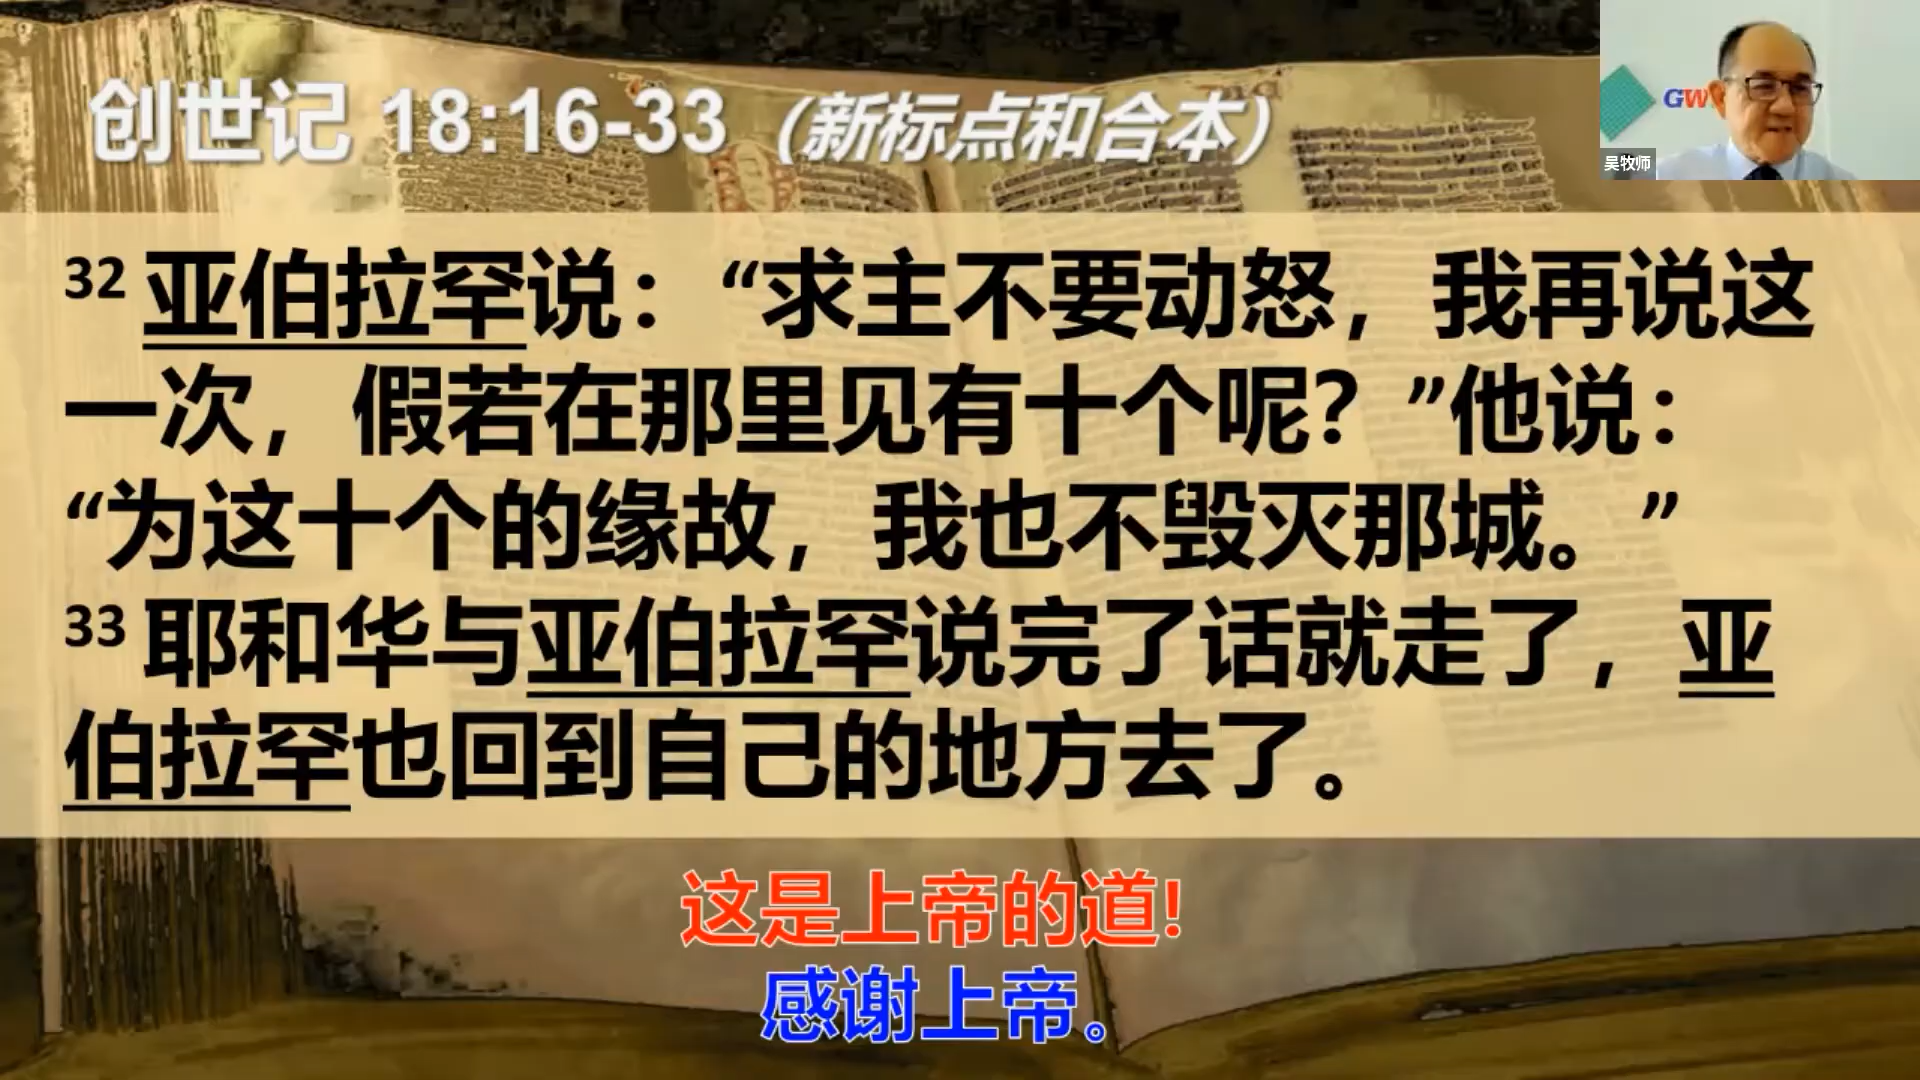 创世记 18:16-33（新标点和合本）
GW
吴牧师
32 亚伯拉罕说：“求主不要动怒，我再说这
一次，假若在那里见有十个呢？”他说：
“为这十个的缘故，我也不毁灭那城。”
33 耶和华与亚伯拉罕说完了话就走了，亚
伯拉罕也回到自己的地方去了。
这是上帝的道!
感谢上帝。